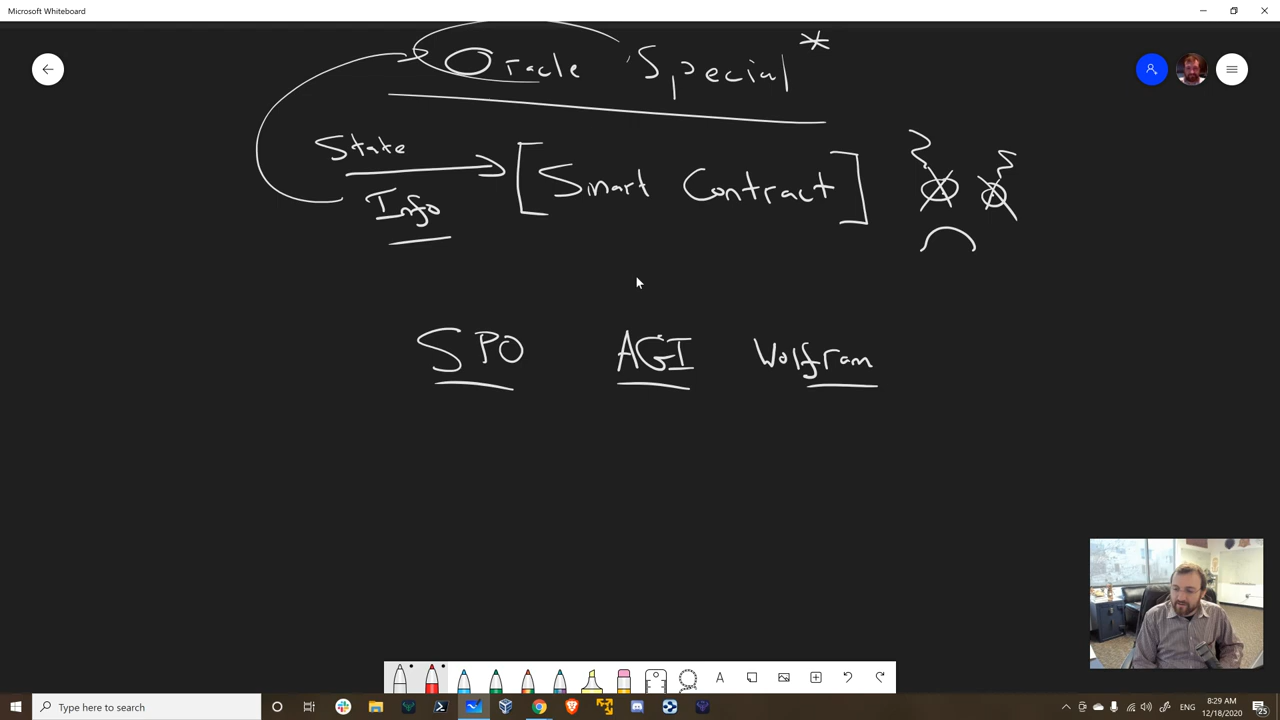 Microsoft Whiteboard
Oracle Special*
State
Info
[Smart Contract]
SPO AGI Wolfram
Type here to search
ENG
8:29 AM
12/18/2020
25